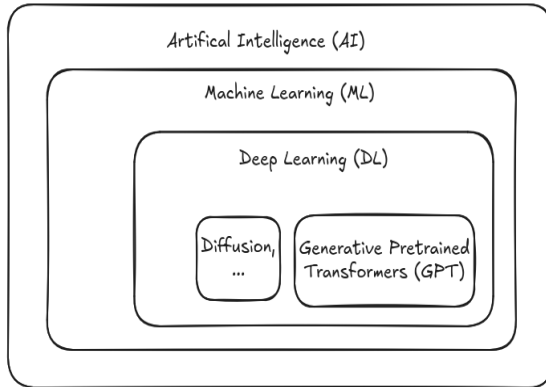 Artifical Intelligence (AI)
Machine Learning (ML)
Deep Learning (DL)
Diffusion,
...
Generative Pretrained
Transformers (GPT)